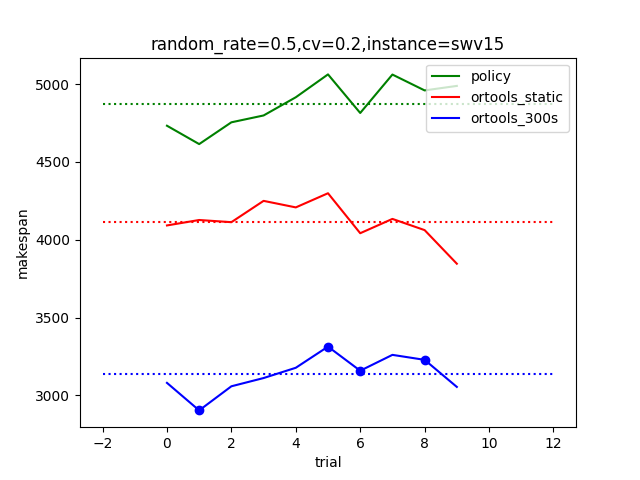 random_rate=0.5,cv=0.2,instance=swv15
policy
ortools_static
ortools_300s
makespan
5000
4500
4000
3500
3000
−2
0
2
4
6
8
10
12
trial